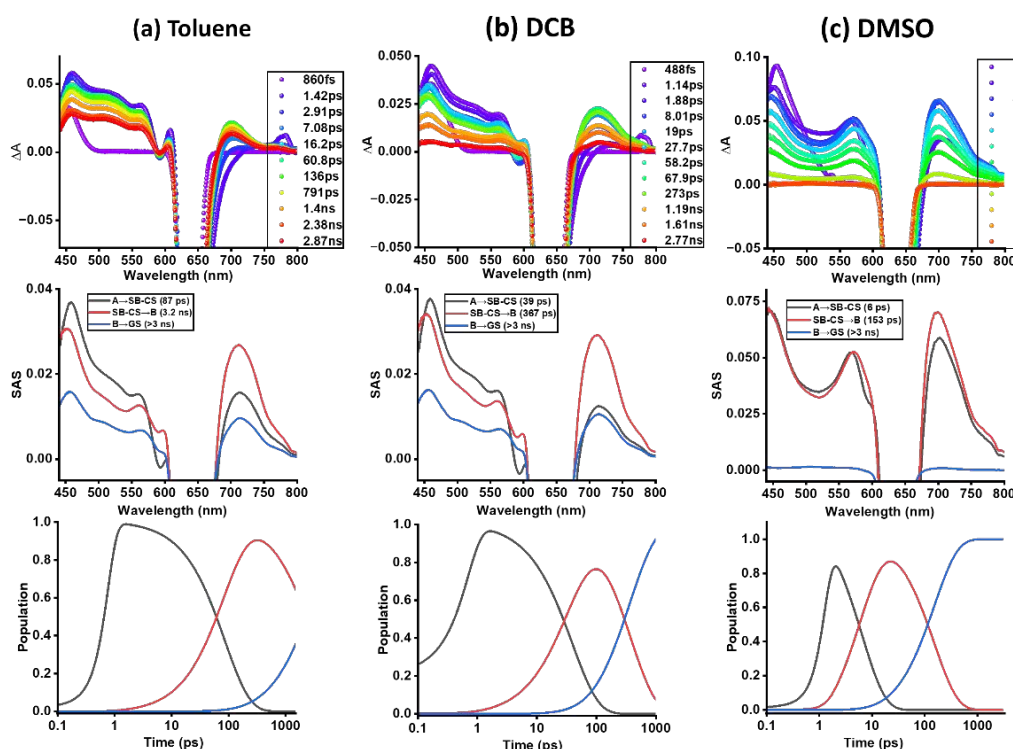 (a) Toluene
(b) DCB
(c) DMSO
ΔA
0.05
0.00
−0.05
860fs
1.42ps
2.91ps
7.08ps
16.2ps
60.8ps
136ps
791ps
1.4ns
2.38ns
2.87ns
450 500 550 600 650 700 750 800
Wavelength (nm)
ΔA
0.050
0.025
0.000
−0.025
−0.050
488fs
1.14ps
1.88ps
8.01ps
19ps
27.7ps
58.2ps
67.9ps
273ps
1.19ns
1.61ns
2.77ns
450 500 550 600 650 700 750 800
Wavelength (nm)
ΔA
0.10
0.05
0.00
−0.05
450 500 550 600 650 700 750 800
Wavelength (nm)
SAS
0.04
0.02
0.00
A→SB-CS (87 ps)
SB-CS→B (3.2 ns)
B→GS (>3 ns)
450 500 550 600 650 700 750 800
Wavelength (nm)
SAS
0.04
0.02
0.00
A→SB-CS (39 ps)
SB-CS→B (367 ps)
B→GS (>3 ns)
450 500 550 600 650 700 750 800
Wavelength (nm)
SAS
0.075
0.050
0.025
0.000
A→SB-CS (6 ps)
SB-CS→B (153 ps)
B→GS (>3 ns)
450 500 550 600 650 700 750 800
Wavelength (nm)
Population
1.0
0.8
0.6
0.4
0.2
0.0
0.1 1 10 100 1000
Time (ps)
Population
1.0
0.8
0.6
0.4
0.2
0.0
0.1 1 10 100 1000
Time (ps)
Population
1.0
0.8
0.6
0.4
0.2
0.0
0.1 1 10 100 1000
Time (ps)